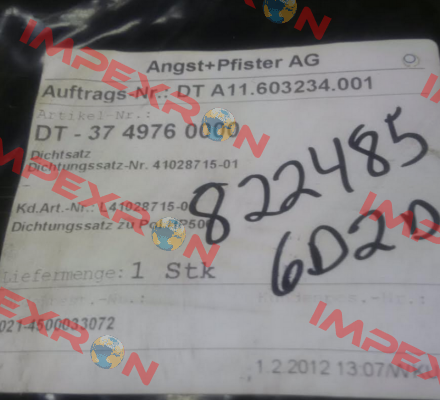 Angst+Pfister AG
Auftrags-Nr.: DT A11.603234.001
Artikel-Nr.:
DT - 37 4976 0000
Dichtsatz
Dichtungssatz-Nr. 41028715-01
Kd.Art.-Nr.: L41028715-0
Dichtungssatz zu
822485
6D2D
Liefermenge: 1 Stk
021-4500033072
1.2.2012 13:07/WKU
IMPEXRON
IMPEXRON
IMPEXRON
IMPEXRON
IMPEXRON